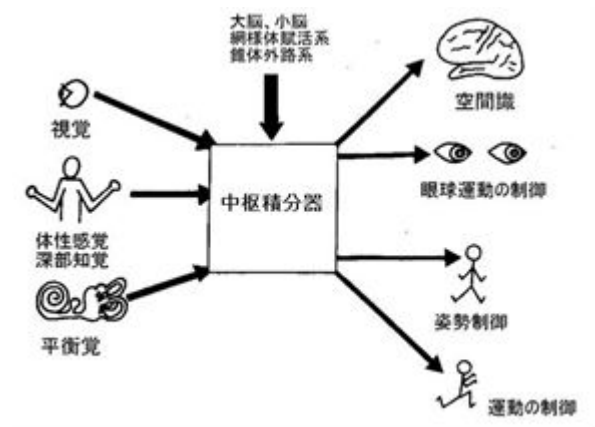 大脳、小脳
網様体賦活系
錐体外路系
視覚
体性感覚
深部知覚
平衡覚
中枢積分器
空間識
眼球運動の制御
姿勢制御
運動の制御